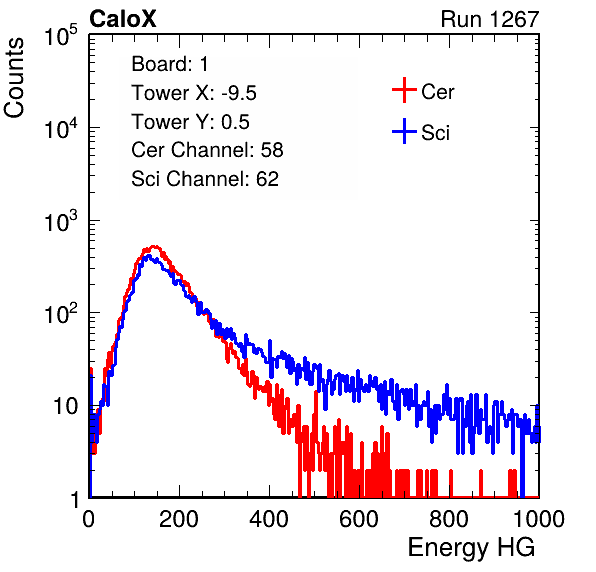 CaloX Run 1267
Counts
10^5
10^4
10^3
10^2
10
1
Board: 1
Tower X: -9.5
Tower Y: 0.5
Cer Channel: 58
Sci Channel: 62
Cer
Sci
0 200 400 600 800 1000
Energy HG